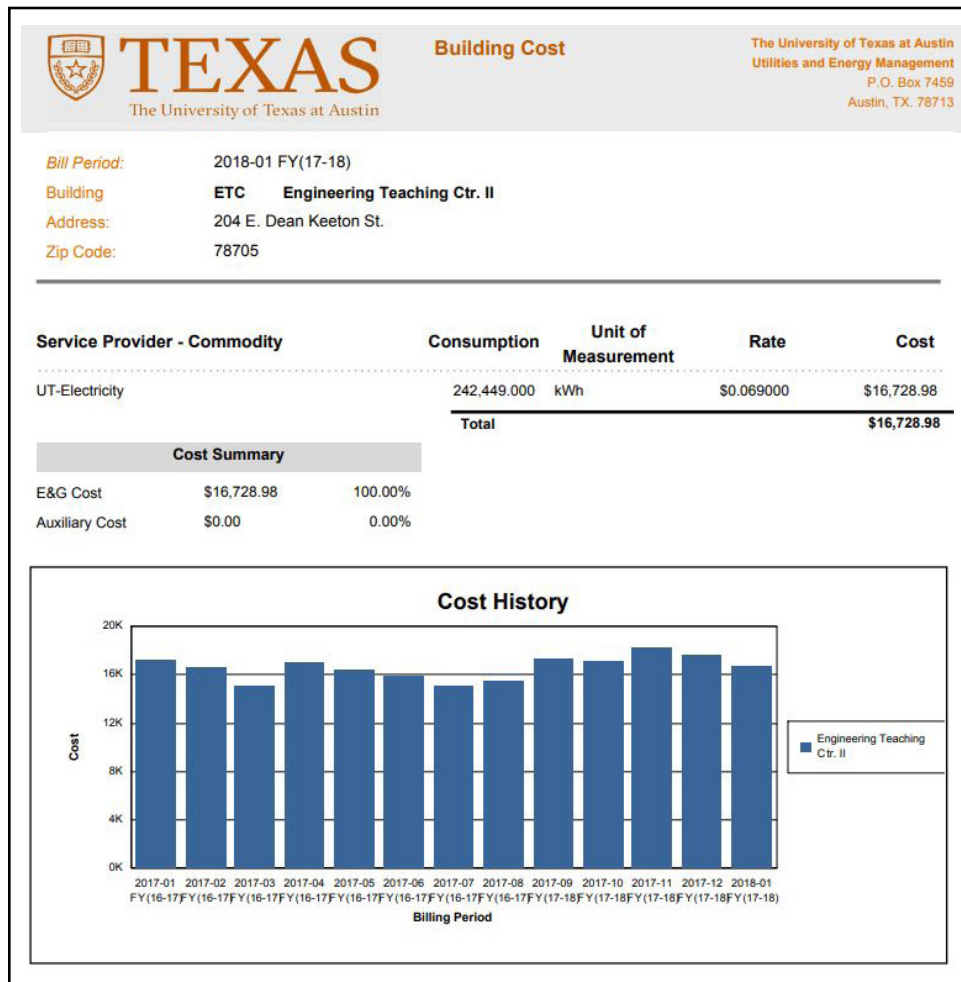 TEXAS
The University of Texas at Austin
Building Cost
The University of Texas at Austin
Utilities and Energy Management
P.O. Box 7459
Austin, TX. 78713
Bill Period: 2018-01 FY(17-18)
Building ETC Engineering Teaching Ctr. II
Address: 204 E. Dean Keeton St.
Zip Code: 78705
Service Provider - Commodity Consumption Unit of Measurement Rate Cost
UT-Electricity 242,449.000 kWh $0.069000 $16,728.98
Total $16,728.98
Cost Summary
E&G Cost $16,728.98 100.00%
Auxiliary Cost $0.00 0.00%
Cost History
20K
16K
12K
8K
4K
0K
Cost
2017-01 2017-02 2017-03 2017-04 2017-05 2017-06 2017-07 2017-08 2017-09 2017-10 2017-11 2017-12 2018-01
FY(16-17) FY(16-17) FY(16-17) FY(16-17) FY(16-17) FY(16-17) FY(16-17) FY(16-17) FY(17-18) FY(17-18) FY(17-18) FY(17-18) FY(17-18)
Billing Period
Engineering Teaching
Ctr. II